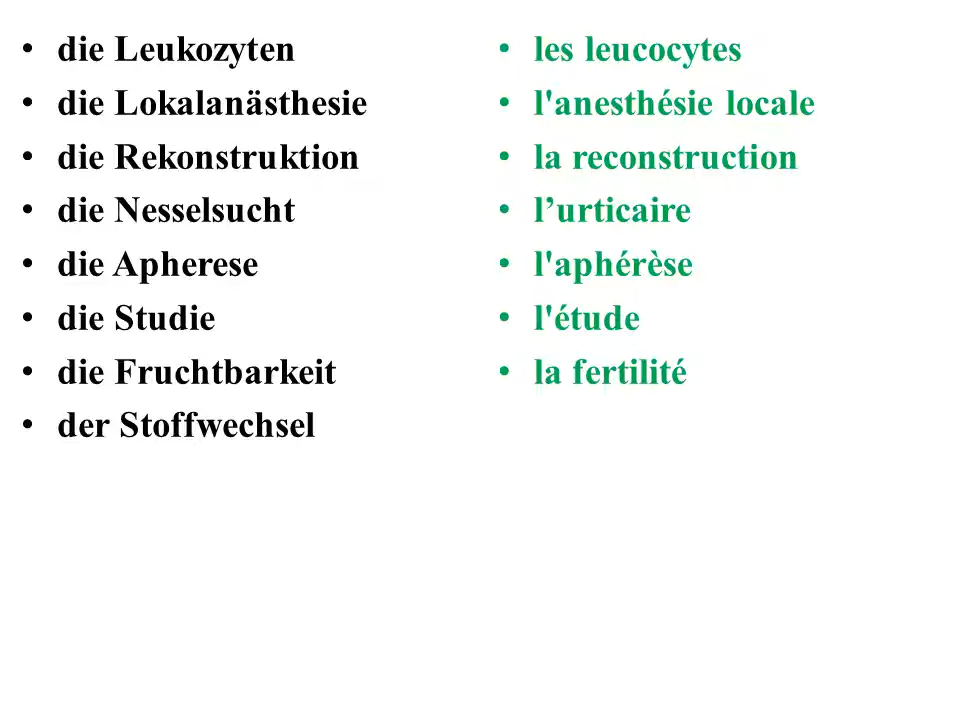 die Leukozyten
die Lokalanästhesie
die Rekonstruktion
die Nesselsucht
die Apherese
die Studie
die Fruchtbarkeit
der Stoffwechsel
les leucocytes
l'anesthésie locale
la reconstruction
l’urticaire
l'aphérèse
l'étude
la fertilité